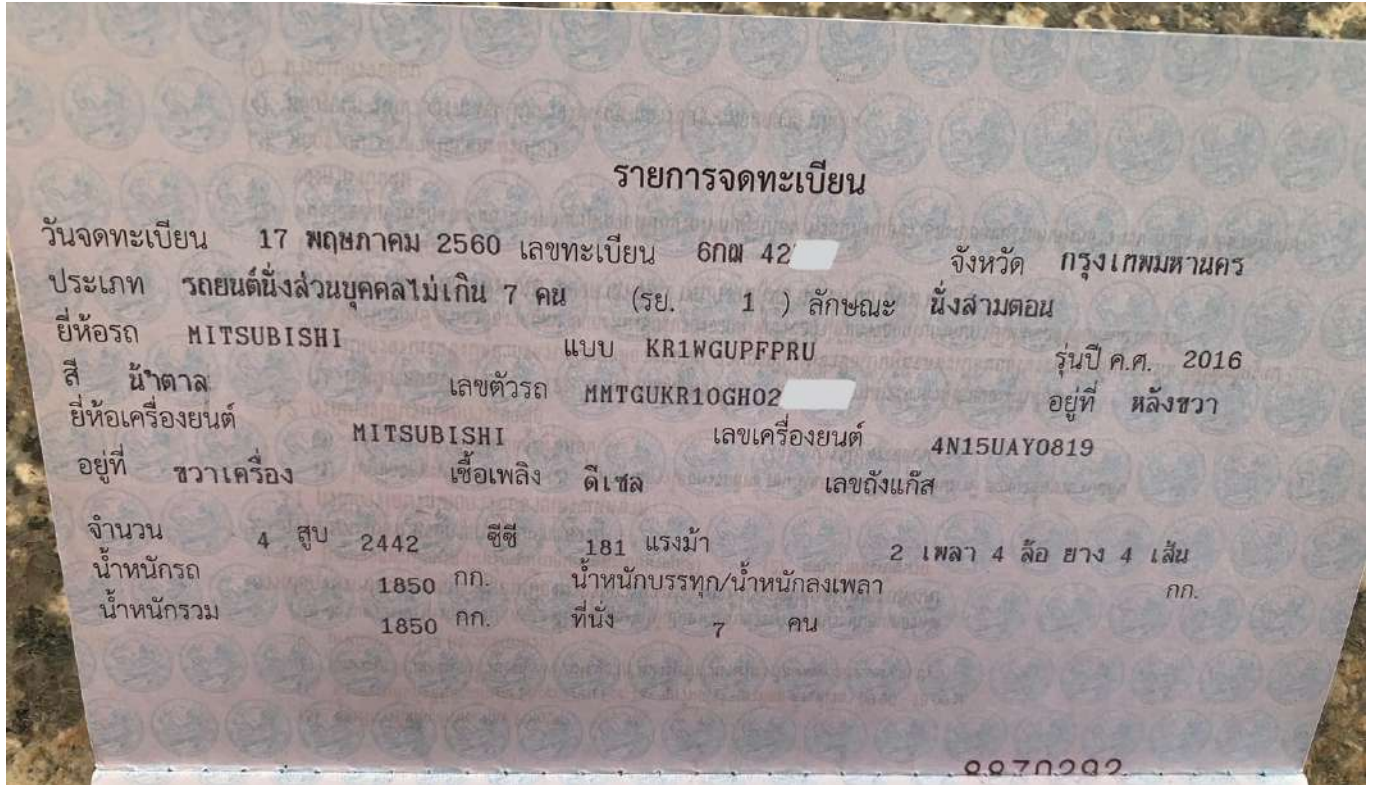 รายการจดทะเบียน
วันจดทะเบียน 17 พฤษภาคม 2560 เลขทะเบียน 6กฒ 42 จังหวัด กรุงเทพมหานคร
ประเภท รถยนต์นั่งส่วนบุคคลไม่เกิน 7 คน (รย. 1 ) ลักษณะ นั่งสามตอน
ยี่ห้อรถ MITSUBISHI แบบ KR1WGUPFPRU รุ่นปี ค.ศ. 2016
สี น้ำตาล เลขตัวรถ MMTGUKR10GH02 อยู่ที่ หลังขวา
ยี่ห้อเครื่องยนต์ MITSUBISHI เลขเครื่องยนต์ 4N15UAY0819
อยู่ที่ ขวาเครื่อง เชื้อเพลิง ดีเซล เลขถังแก๊ส
จำนวน 4 สูบ 2442 ซีซี 181 แรงม้า 2 เพลา 4 ล้อ ยาง 4 เส้น
น้ำหนักรถ 1850 กก. น้ำหนักบรรทุก/น้ำหนักลงเพลา กก.
น้ำหนักรวม 1850 กก. ที่นั่ง 7 คน